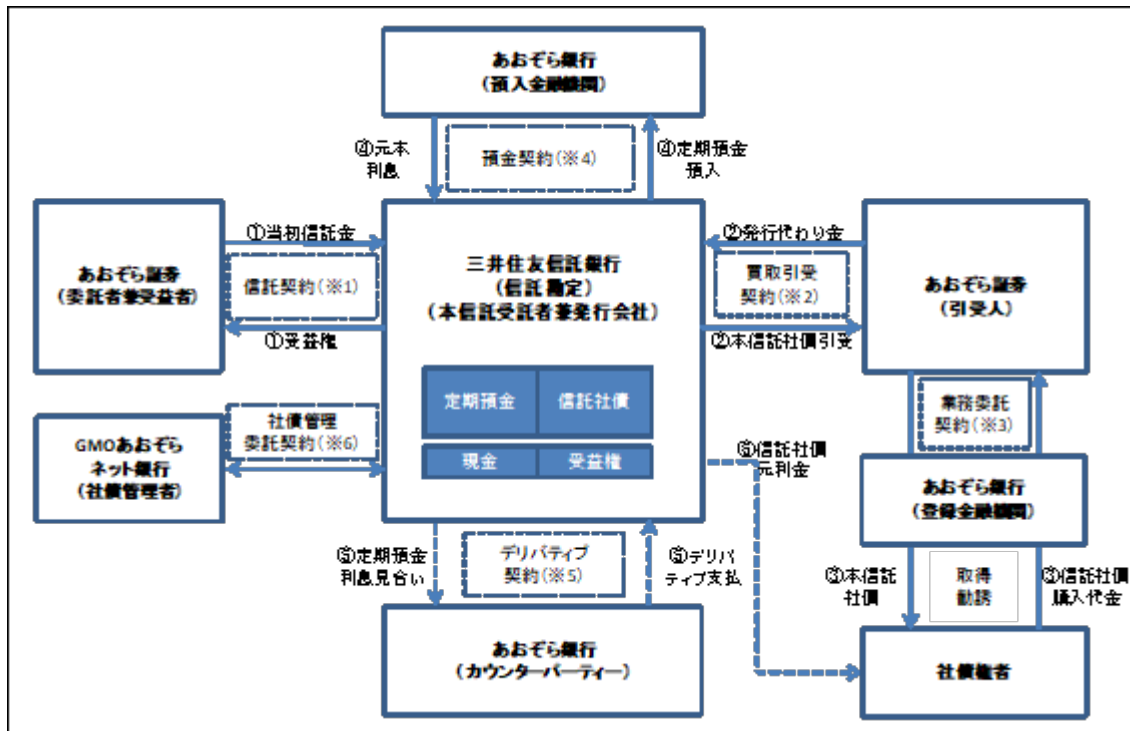 あおぞら銀行
（預入金融機関）
④元本
利息
預金契約(※4)
④定期預金
預入
あおぞら証券
（委託者兼受益者）
①当初信託金
信託契約(※1)
①受益権
三井住友信託銀行
（信託勘定）
（本信託受託者兼発行会社）
②発行代わり金
買取引受
契約(※2)
②本信託社債引受
あおぞら証券
（引受人）
定期預金
信託社債
現金
受益権
GMOあおぞら
ネット銀行
（社債管理者）
社債管理
委託契約(※6)
業務委託
契約(※3)
あおぞら銀行
（登録金融機関）
⑥信託社債
元利金
③本信託
社債
取得
勧誘
③信託社債
購入代金
社債権者
⑤定期預金
利息見合い
デリバティブ
契約(※5)
⑤デリバ
ティブ支払
あおぞら銀行
（カウンターパーティー）